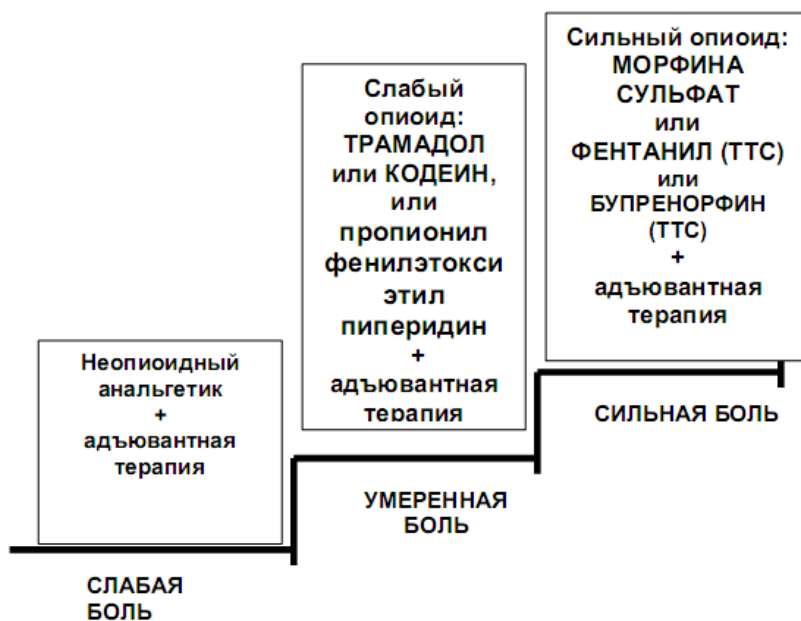 Неопиоидный
анальгетик
+
адъювантная
терапия
СЛАБАЯ
БОЛЬ
Слабый
опиоид:
ТРАМАДОЛ
или КОДЕИН,
или
пропионил
фенилэтокси
этил
пиперидин
+
адъювантная
терапия
УМЕРЕННАЯ
БОЛЬ
Сильный опиоид:
МОРФИНА
СУЛЬФАТ
или
ФЕНТАНИЛ (ТТС)
или
БУПРЕНОРФИН
(ТТС)
+
адъювантная
терапия
СИЛЬНАЯ БОЛЬ